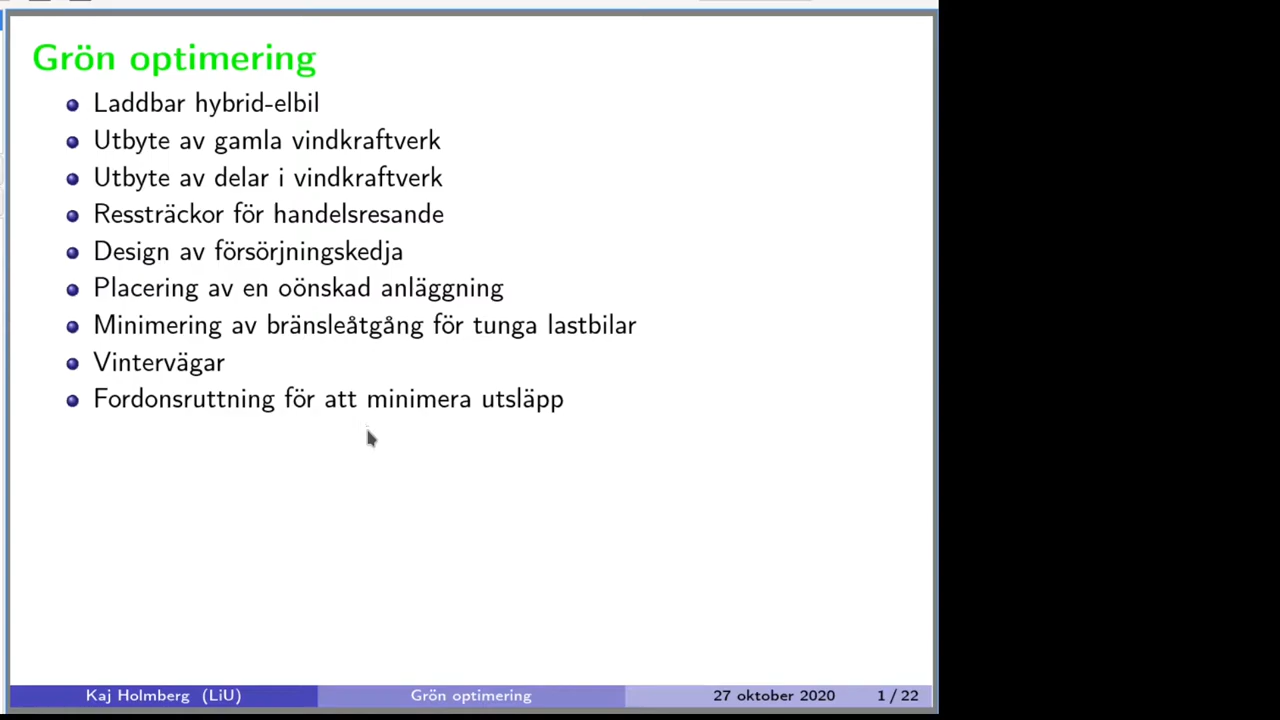 Grön optimering
Laddbar hybrid-elbil
Utbyte av gamla vindkraftverk
Utbyte av delar i vindkraftverk
Ressträckor för handelsresande
Design av försörjningskedja
Placering av en oönskad anläggning
Minimering av bränsleåtgång för tunga lastbilar
Vintervägar
Fordonsruttning för att minimera utsläpp
Kaj Holmberg (LiU) Grön optimering 27 oktober 2020 1 / 22